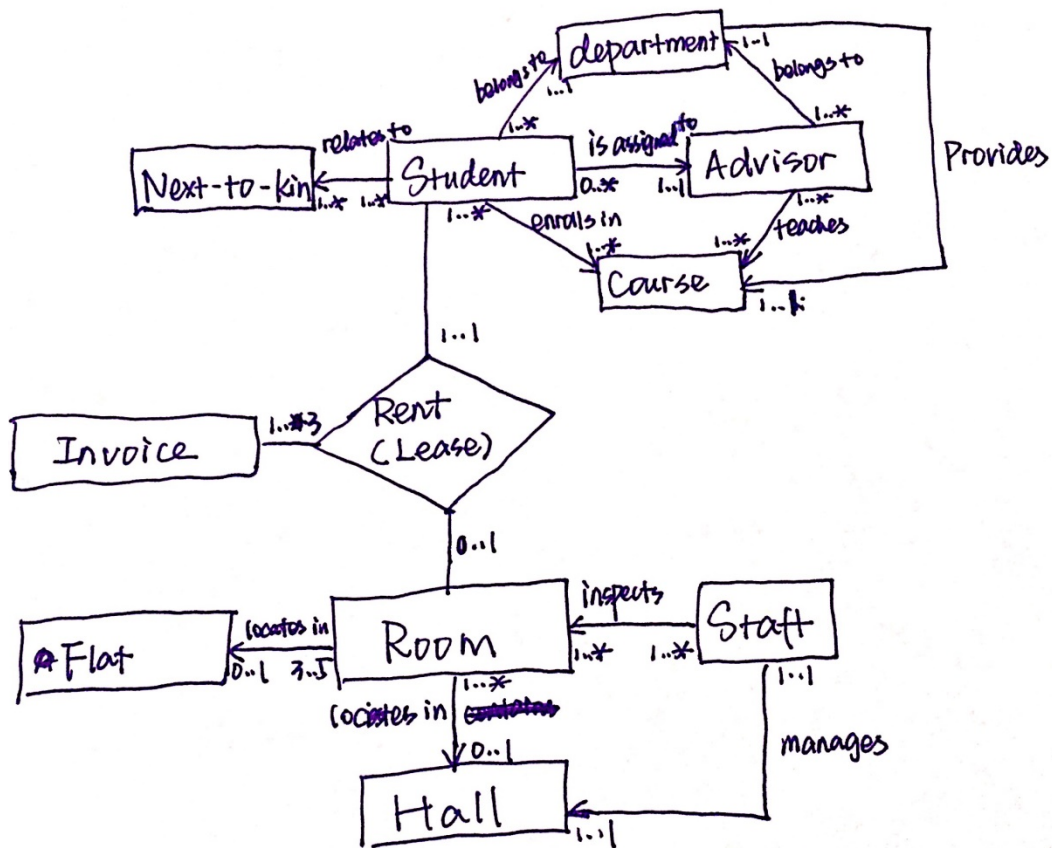 department
1..1
belongs to
1..1
belongs to
1..*
1..*
relates to
is assigned to
Provides
Next-to-kin
Student
Advisor
1..*
1..*
0..*
1..1
1..*
1..*
enrolls in
1..*
1..*
teaches
Course
1..1
Rent
(Lease)
1..3
Invoice
0..1
inspects
locates in
Room
Staff
Flat
0..1
3..5
1..*
1..*
1..*
1..1
locates in
0..1
manages
Hall
1..1